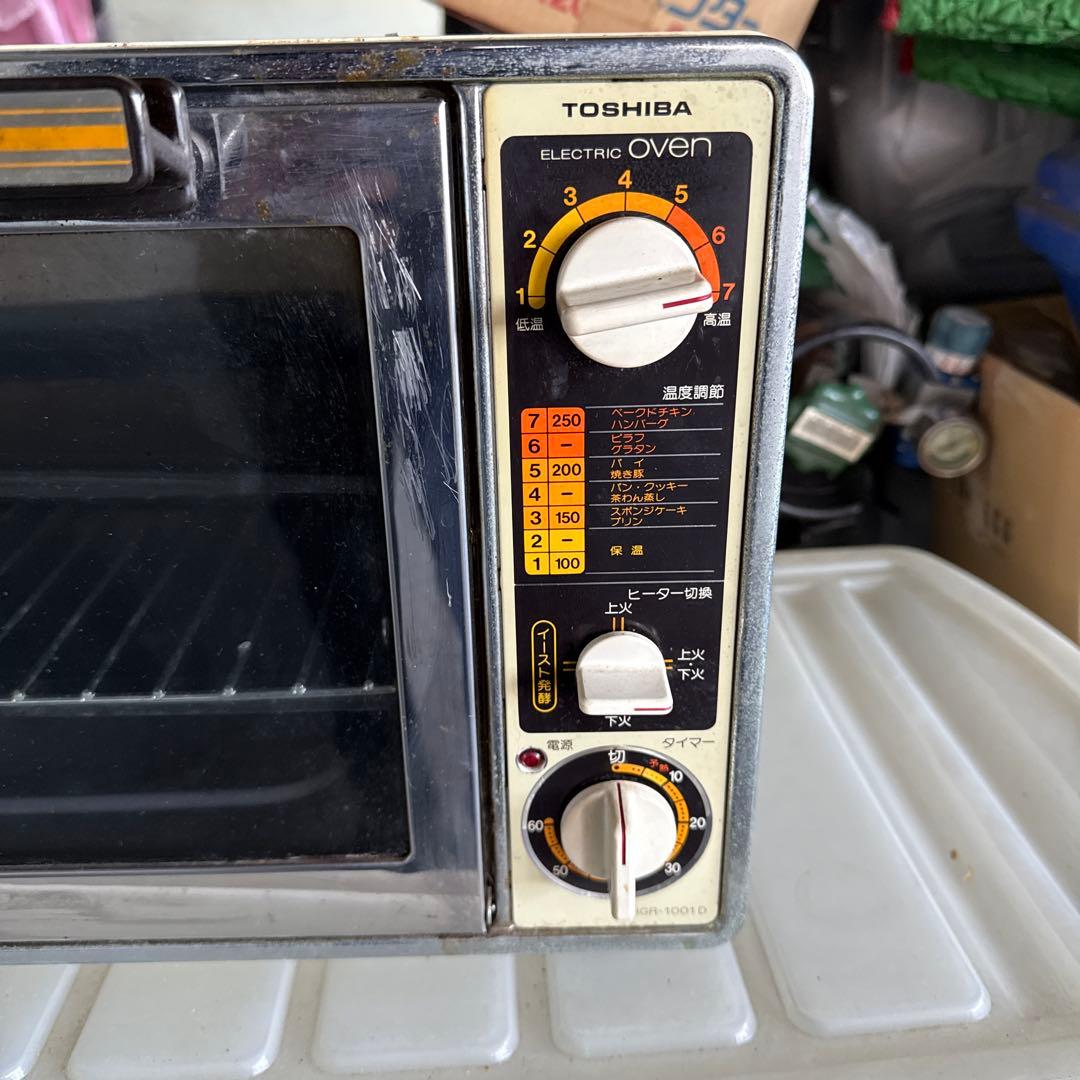 TOSHIBA
ELECTRIC oven
1 2 3 4 5 6 7
低温 高温
温度調節
7 250 ベークドチキン
ハンバーグ
6 – ピラフ
グラタン
5 200 パイ
焼き豚
4 – パン・クッキー
茶わん蒸し
3 150 スポンジケーキ
プリン
2 –
保温
1 100
ヒーター切換
上火
イースト発酵
上火・下火
下火
電源 タイマー
切 予熱 10
20
30
50
60
GR-1001D